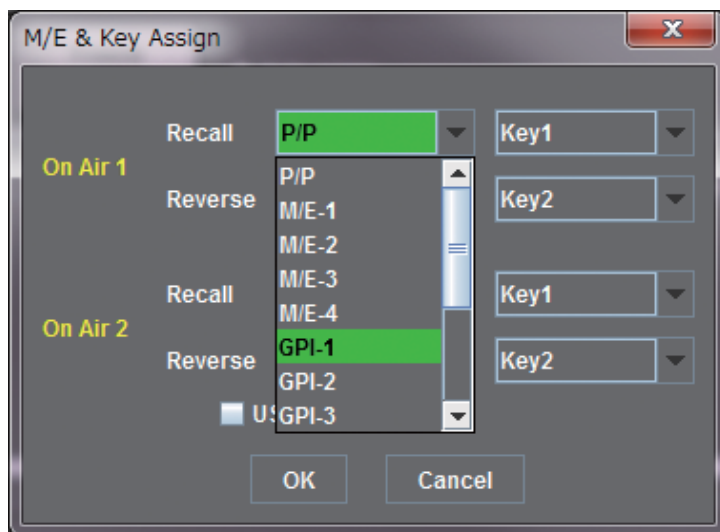 M/E & Key Assign
On Air 1
Recall P/P Key1
Reverse Key2
P/P
M/E-1
M/E-2
M/E-3
M/E-4
GPI-1
GPI-2
GPI-3
On Air 2
Recall Key1
Reverse Key2
OK Cancel